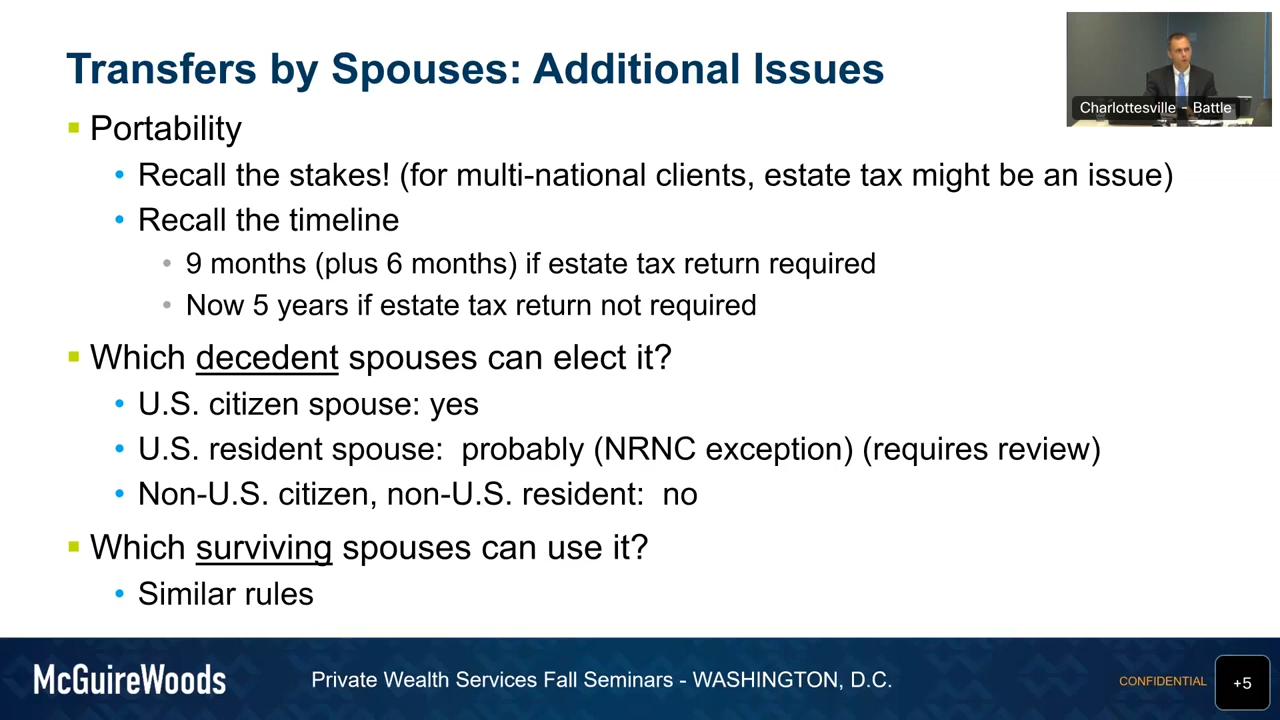 Transfers by Spouses: Additional Issues
Portability
Recall the stakes! (for multi-national clients, estate tax might be an issue)
Recall the timeline
9 months (plus 6 months) if estate tax return required
Now 5 years if estate tax return not required
Which decedent spouses can elect it?
U.S. citizen spouse: yes
U.S. resident spouse:  probably (NRNC exception) (requires review)
Non-U.S. citizen, non-U.S. resident:  no
Which surviving spouses can use it?
Similar rules
Charlottesville - Battle
McGuireWoods
Private Wealth Services Fall Seminars - WASHINGTON, D.C.
CONFIDENTIAL
+5